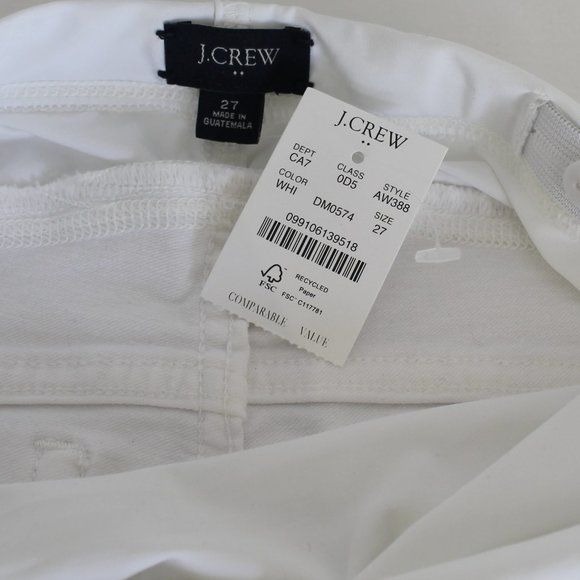 J.CREW
27
MADE IN
GUATEMALA
J.CREW
DEPT CLASS STYLE
CA7 0D5 AW388
COLOR SIZE
WHI DM0574 27
099106139518
FSC
RECYCLED
Paper
FSC® C117781
COMPARABLE VALUE